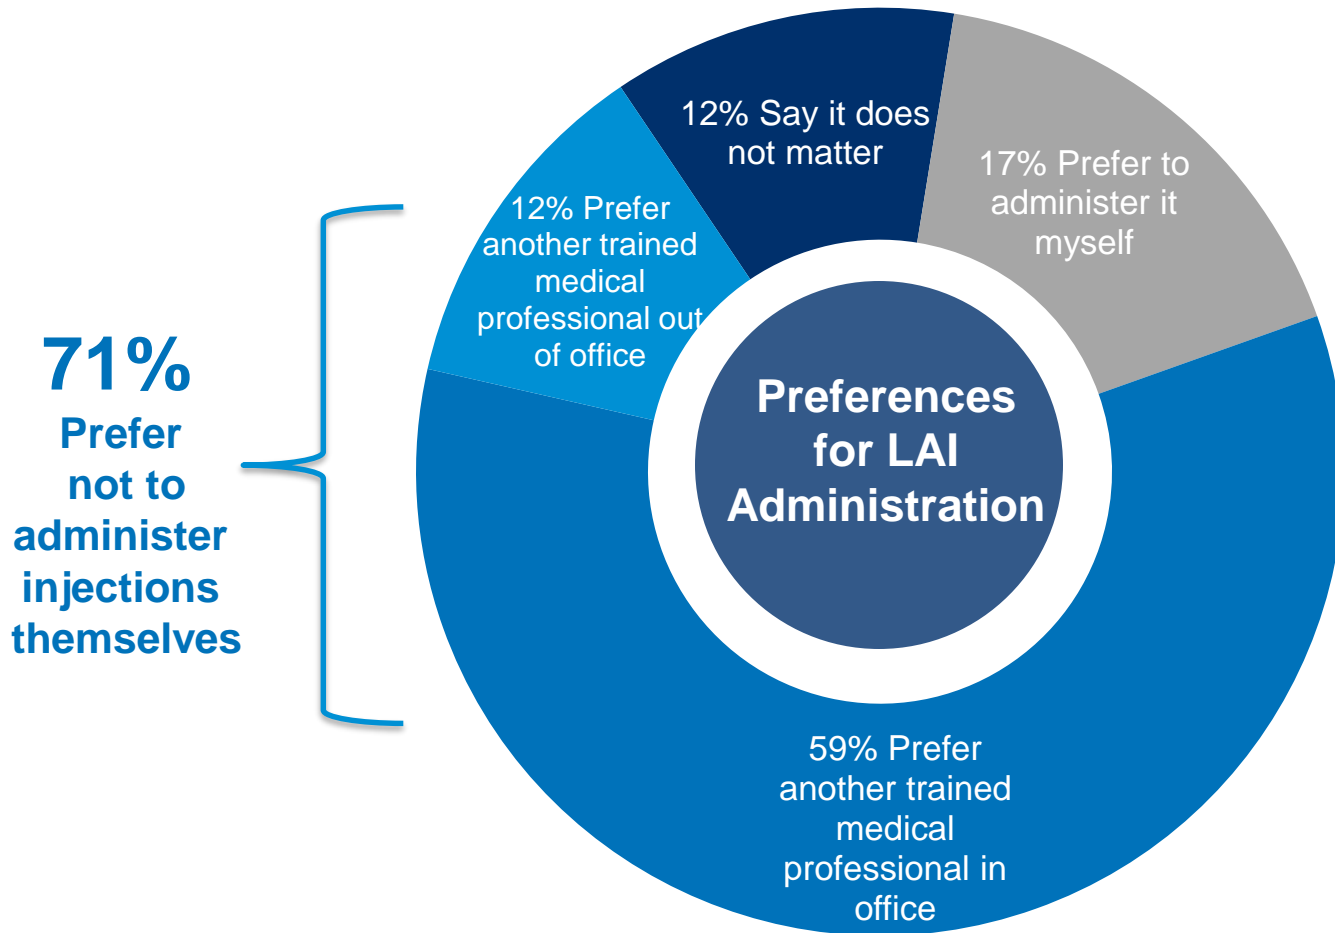 71%
Prefer
not to
administer
injections
themselves
12% Prefer
another trained
medical
professional out
of office
12% Say it does
not matter
17% Prefer to
administer it
myself
Preferences
for LAI
Administration
59% Prefer
another trained
medical
professional in
office